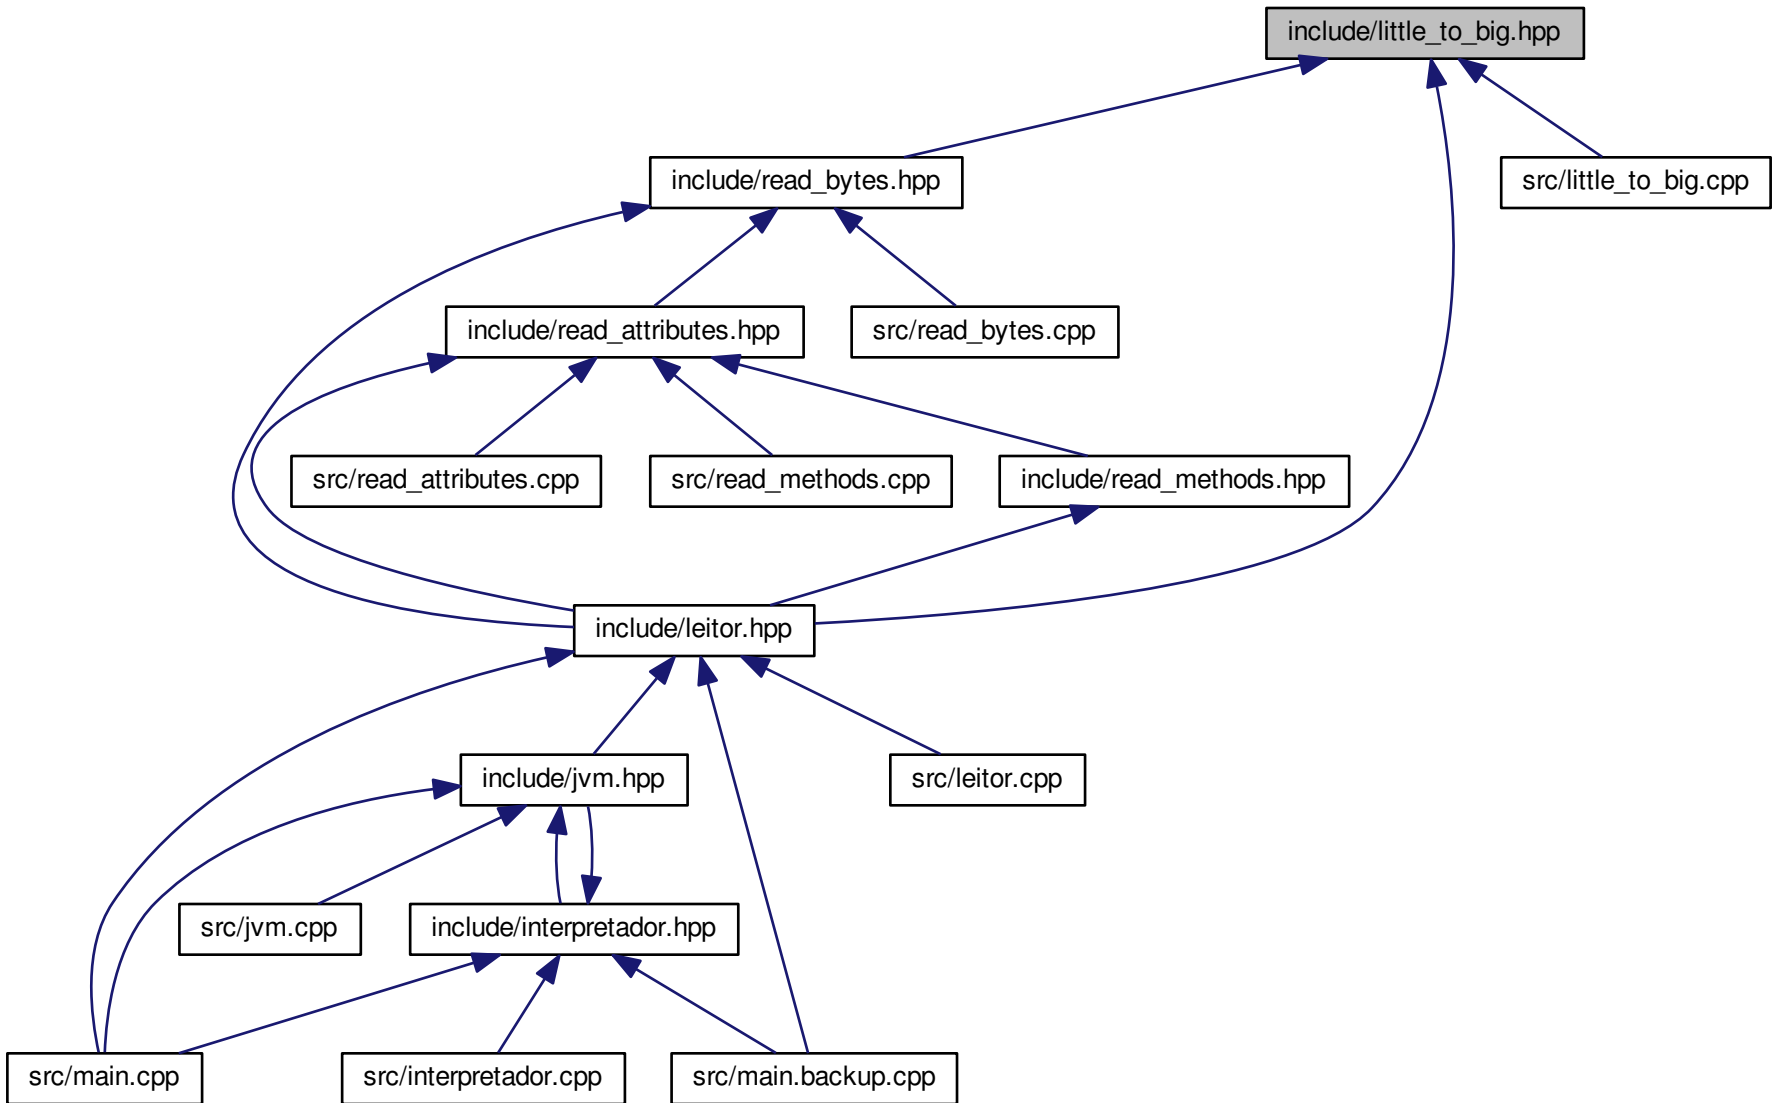 include/little_to_big.hpp
include/read_bytes.hpp
src/little_to_big.cpp
include/read_attributes.hpp
src/read_bytes.cpp
src/read_attributes.cpp
src/read_methods.cpp
include/read_methods.hpp
include/leitor.hpp
include/jvm.hpp
src/leitor.cpp
src/jvm.cpp
include/interpretador.hpp
src/main.cpp
src/interpretador.cpp
src/main.backup.cpp